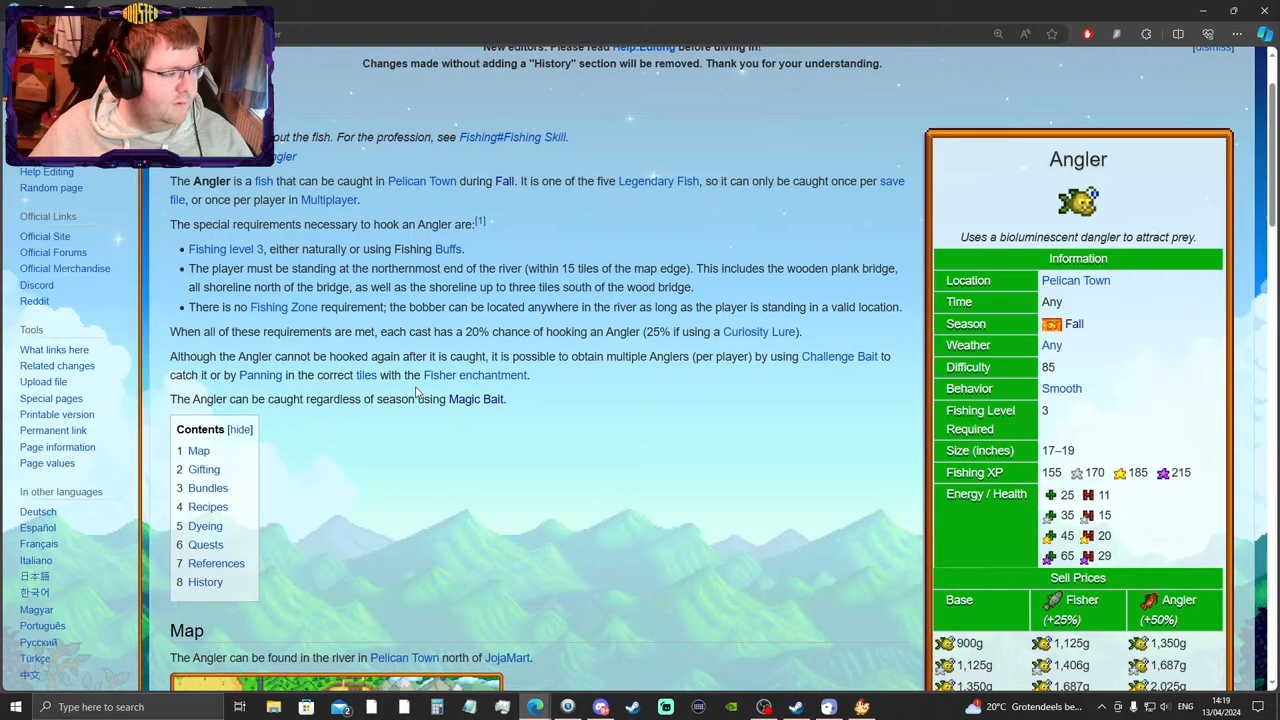 New editors: Please read Help:Editing before diving in!
[dismiss]
Changes made without adding a "History" section will be removed. Thank you for your understanding.
out the fish. For the profession, see Fishing#Fishing Skill.
ngler
The Angler is a fish that can be caught in Pelican Town during Fall. It is one of the five Legendary Fish, so it can only be caught once per save
file, or once per player in Multiplayer.
The special requirements necessary to hook an Angler are:[1]
• Fishing level 3, either naturally or using Fishing Buffs.
• The player must be standing at the northernmost end of the river (within 15 tiles of the map edge). This includes the wooden plank bridge,
all shoreline north of the bridge, as well as the shoreline up to three tiles south of the wood bridge.
• There is no Fishing Zone requirement; the bobber can be located anywhere in the river as long as the player is standing in a valid location.
When all of these requirements are met, each cast has a 20% chance of hooking an Angler (25% if using a Curiosity Lure).
Although the Angler cannot be hooked again after it is caught, it is possible to obtain multiple Anglers (per player) by using Challenge Bait to
catch it or by Panning in the correct tiles with the Fisher enchantment.
The Angler can be caught regardless of season using Magic Bait.
Contents [hide]
1 Map
2 Gifting
3 Bundles
4 Recipes
5 Dyeing
6 Quests
7 References
8 History
Map
The Angler can be found in the river in Pelican Town north of JojaMart.
Help Editing
Random page
Official Links
Official Site
Official Forums
Official Merchandise
Discord
Reddit
Tools
What links here
Related changes
Upload file
Special pages
Printable version
Permanent link
Page information
Page values
In other languages
Deutsch
Español
Français
Italiano
日本語
한국어
Magyar
Português
Русский
Türkçe
中文
Angler
Uses a bioluminescent dangler to attract prey.
Information
Location Pelican Town
Time Any
Season Fall
Weather Any
Difficulty 85
Behavior Smooth
Fishing Level
Required 3
Size (inches) 17–19
Fishing XP 155 170 185 215
Energy / Health 25 11
35 15
45 20
65 29
Sell Prices
Base Fisher Angler
(+25%) (+50%)
900g 1,125g 1,350g
1,125g 1,406g 1,687g
1,350g 1,687g 2,025g
Type here to search
20°C Grotendeels be...
14:19
13/04/2024